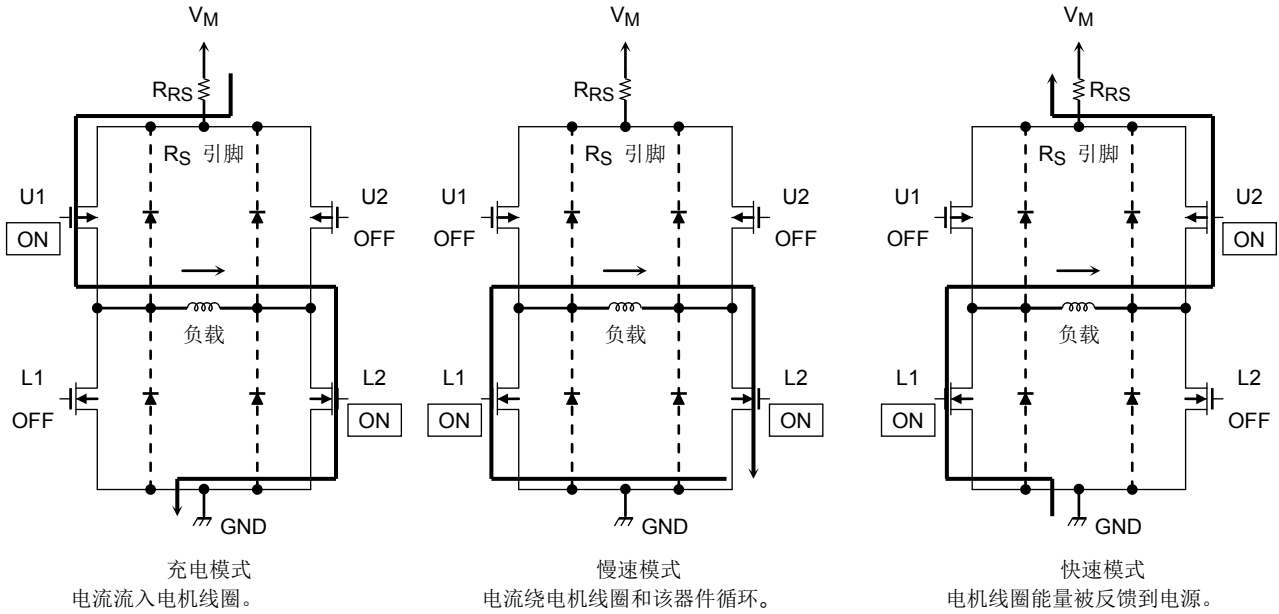 VM
RRS
RS 引脚
U1
ON
U2
OFF
负载
L1
OFF
L2
ON
GND
充电模式
电流流入电机线圈。
VM
RRS
RS 引脚
U1
OFF
U2
OFF
负载
L1
ON
L2
ON
GND
慢速模式
电流绕电机线圈和该器件循环。
VM
RRS
RS 引脚
U1
OFF
U2
ON
负载
L1
ON
L2
OFF
GND
快速模式
电机线圈能量被反馈到电源。